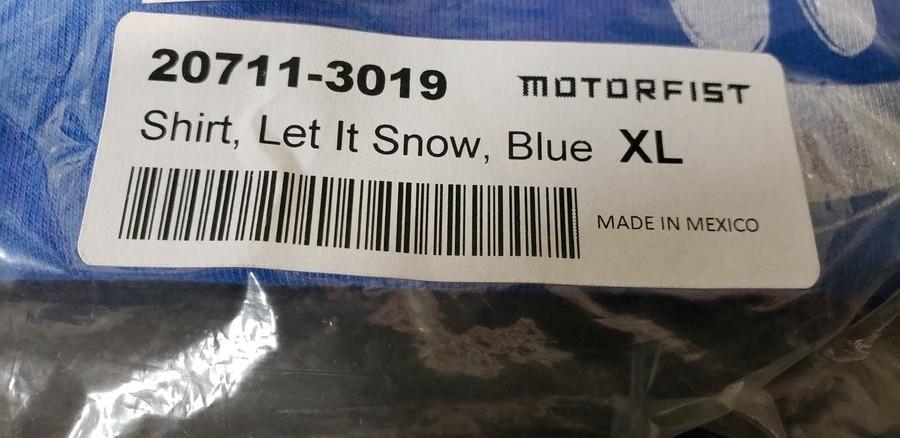 20711-3019 MOTORFIST
Shirt, Let It Snow, Blue XL
MADE IN MEXICO